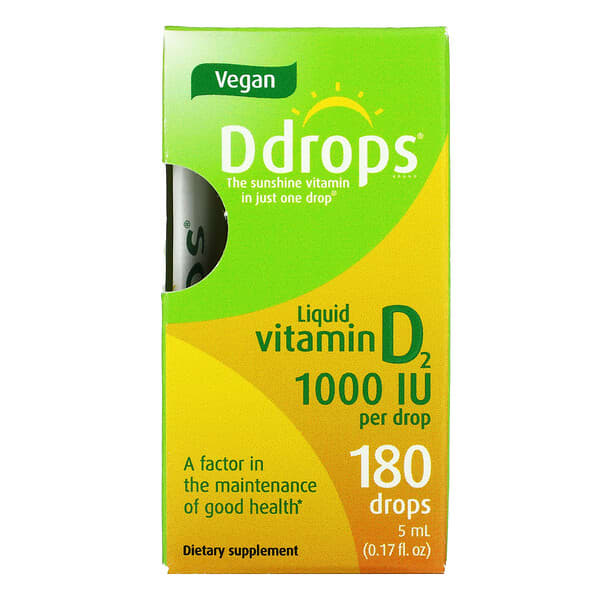 Vegan
Ddrops®
The sunshine vitamin
in just one drop®
Liquid
vitamin D2
1000 IU
per drop
A factor in
the maintenance
of good health*
180
drops
5 mL
(0.17 fl. oz)
Dietary supplement